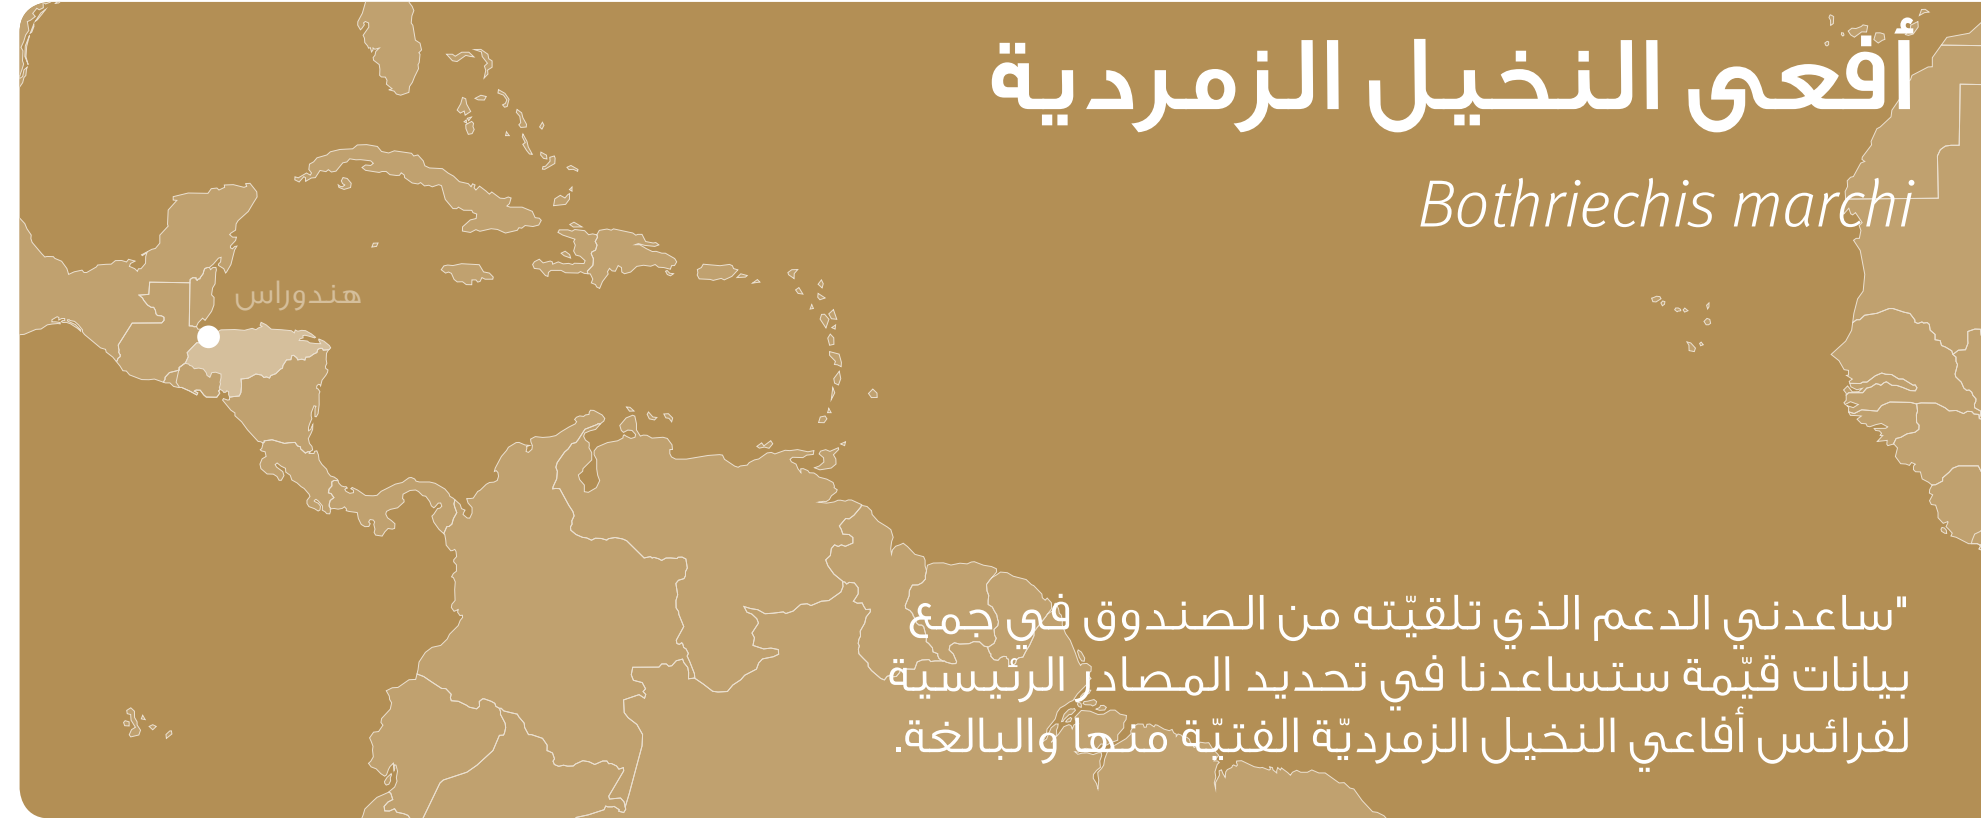 أفعى النخيل الزمردية
Bothriechis marchi
هندوراس
"ساعدني الدعم الذي تلقيّته من الصندوق في جمع
بيانات قيّمة ستساعدنا في تحديد المصادر الرئيسية
لفرائس أفاعي النخيل الزمرديّة الفتيّة منها والبالغة.